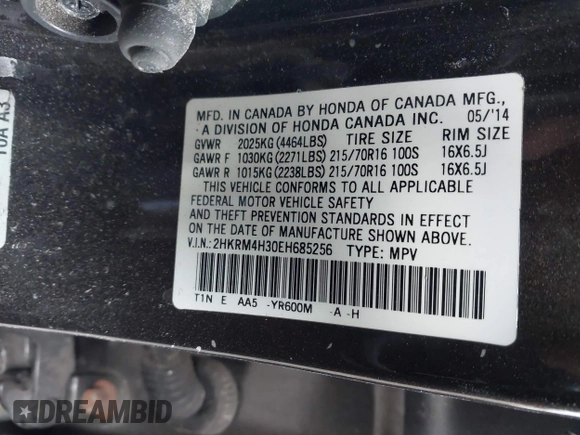 MFD. IN CANADA BY HONDA OF CANADA MFG., 05/'14
A DIVISION OF HONDA CANADA INC.
GVWR 2025KG (4464LBS) TIRE SIZE RIM SIZE
GAWR F 1030KG (2271LBS) 215/70R16 100S 16X6.5J
GAWR R 1015KG (2238LBS) 215/70R16 100S 16X6.5J
THIS VEHICLE CONFORMS TO ALL APPLICABLE
FEDERAL MOTOR VEHICLE SAFETY
AND THEFT PREVENTION STANDARDS IN EFFECT
ON THE DATE OF MANUFACTURE SHOWN ABOVE.
V.I.N.: 2HKRM4H30EH685256 TYPE: MPV
T1N E AA5 -YR600M -A -H
10A A3
DREAMBID